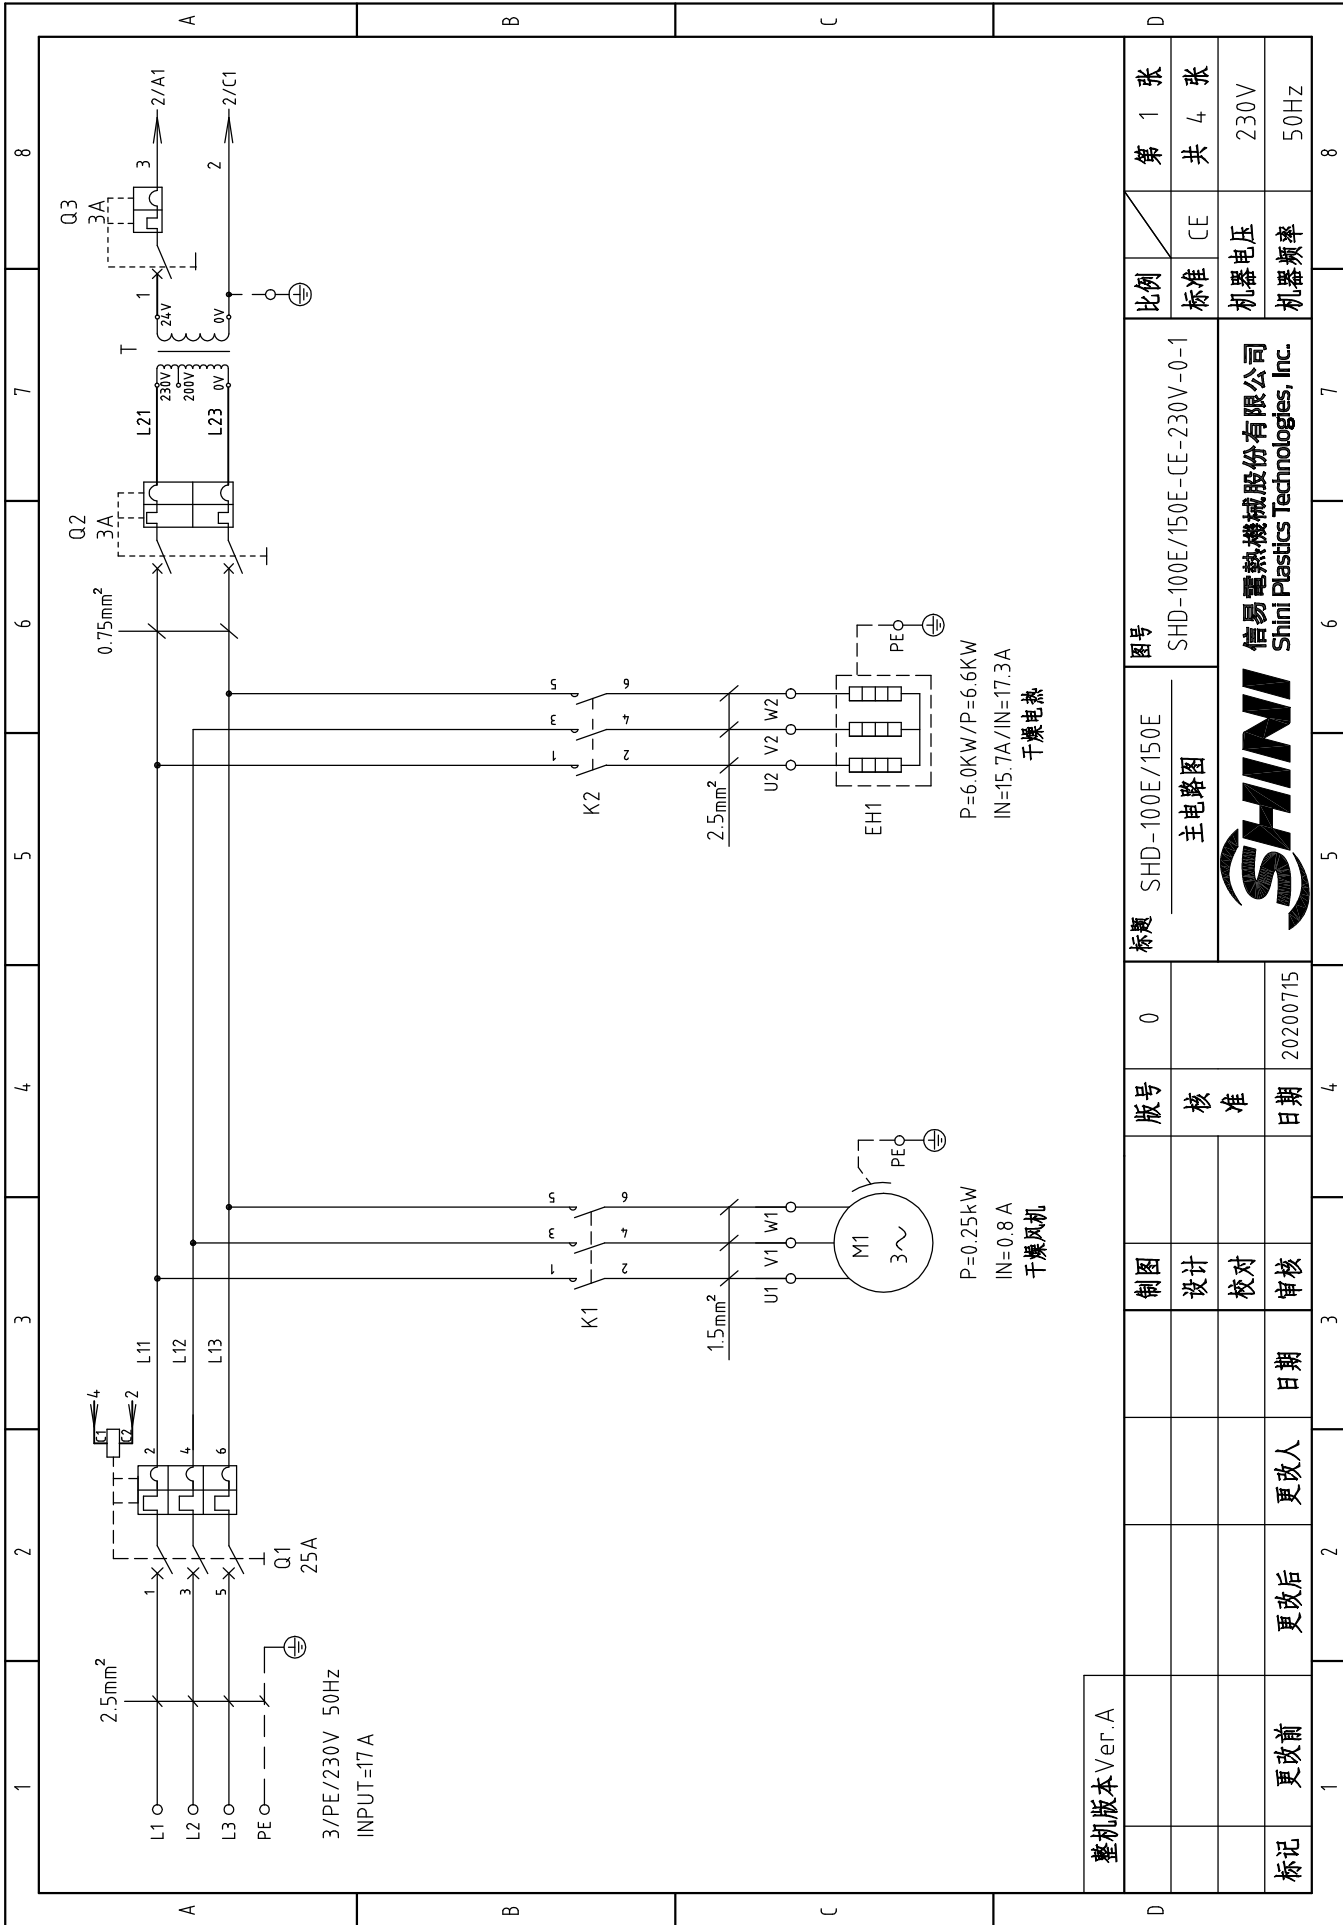 1 2 3 4 5 6 7 8
A
B
C
D
2.5mm²
L1
L2
L3
PE
3/PE/230V 50Hz
INPUT=17A
1
3
5
Q1
25A
2
4
6
C1
C2
4
2
L11
L12
L13
1 3 5
K1
2 4 6
1.5mm²
U1 V1 W1
M1
3~
PE
P=0.25kW
IN=0.8A
干燥风机
1 3 5
K2
2 4 6
2.5mm²
U2 V2 W2
EH1
PE
P=6.0KW/P=6.6KW
IN=15.7A/IN=17.3A
干燥电热
0.75mm²
Q2
3A
L21
L23
T
230V
200V
0V
24V
0V
1
Q3
3A
3
2
2/A1
2/C1
整机版本Ver.A
标记
更改前
更改后
更改人
日期
制图
设计
校对
审核
版号
0
核
准
日期
20200715
标题
SHD-100E/150E
主电路图
图号
SHD-100E/150E-CE-230V-0-1
SHINI
信易電熱機械股份有限公司
Shini Plastics Technologies, Inc.
比例
第 1 张
标准
CE
共 4 张
机器电压
230V
机器频率
50Hz
A
B
C
D
1 2 3 4 5 6 7 8